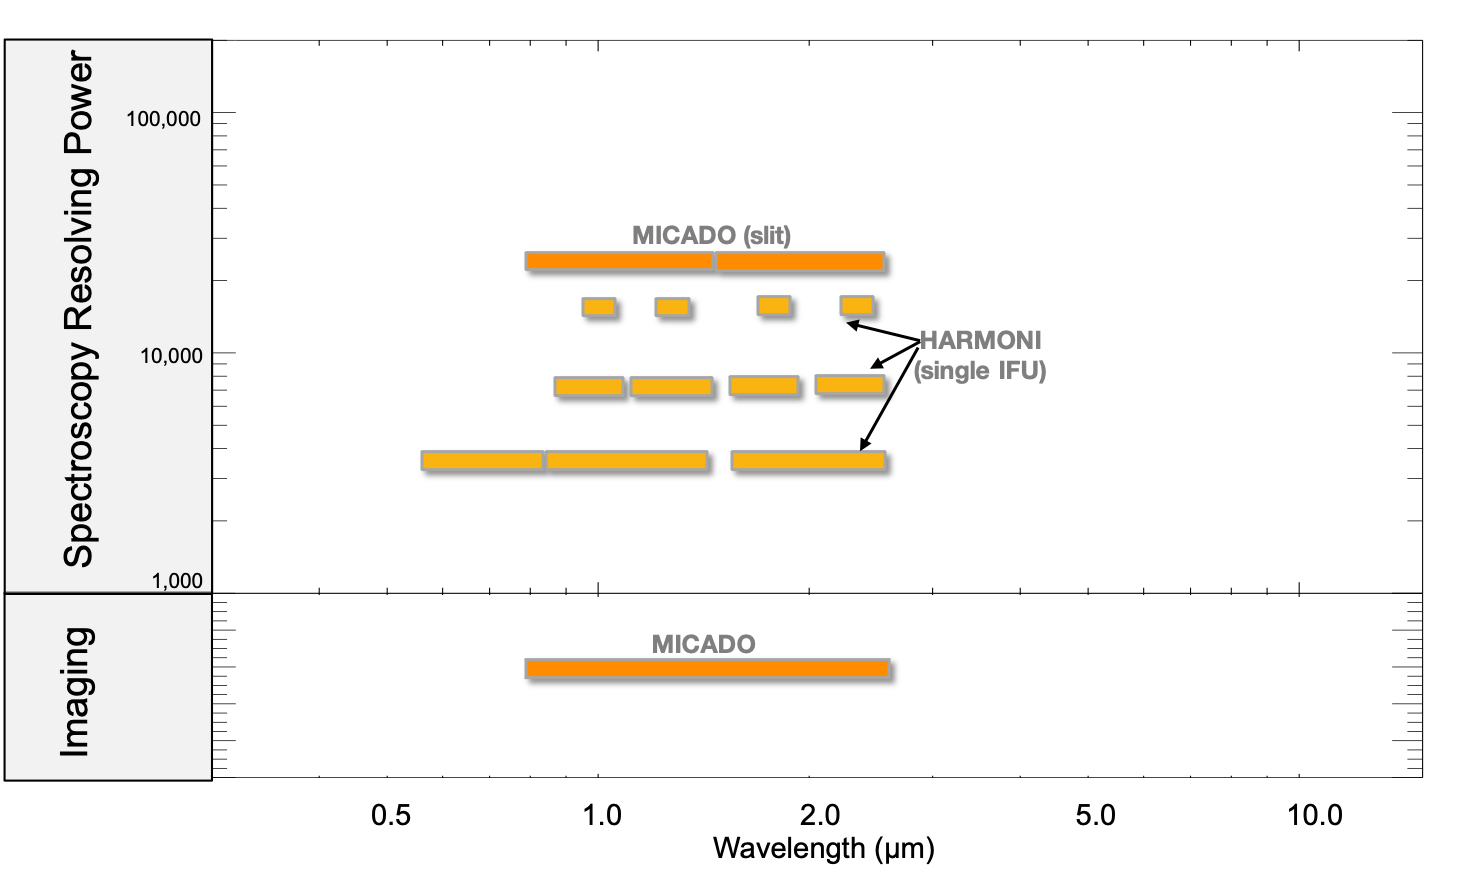 Spectroscopy Resolving Power
100,000
10,000
1,000
MICADO (slit)
HARMONI
(single IFU)
Imaging
MICADO
0.5 1.0 2.0 5.0 10.0
Wavelength (µm)